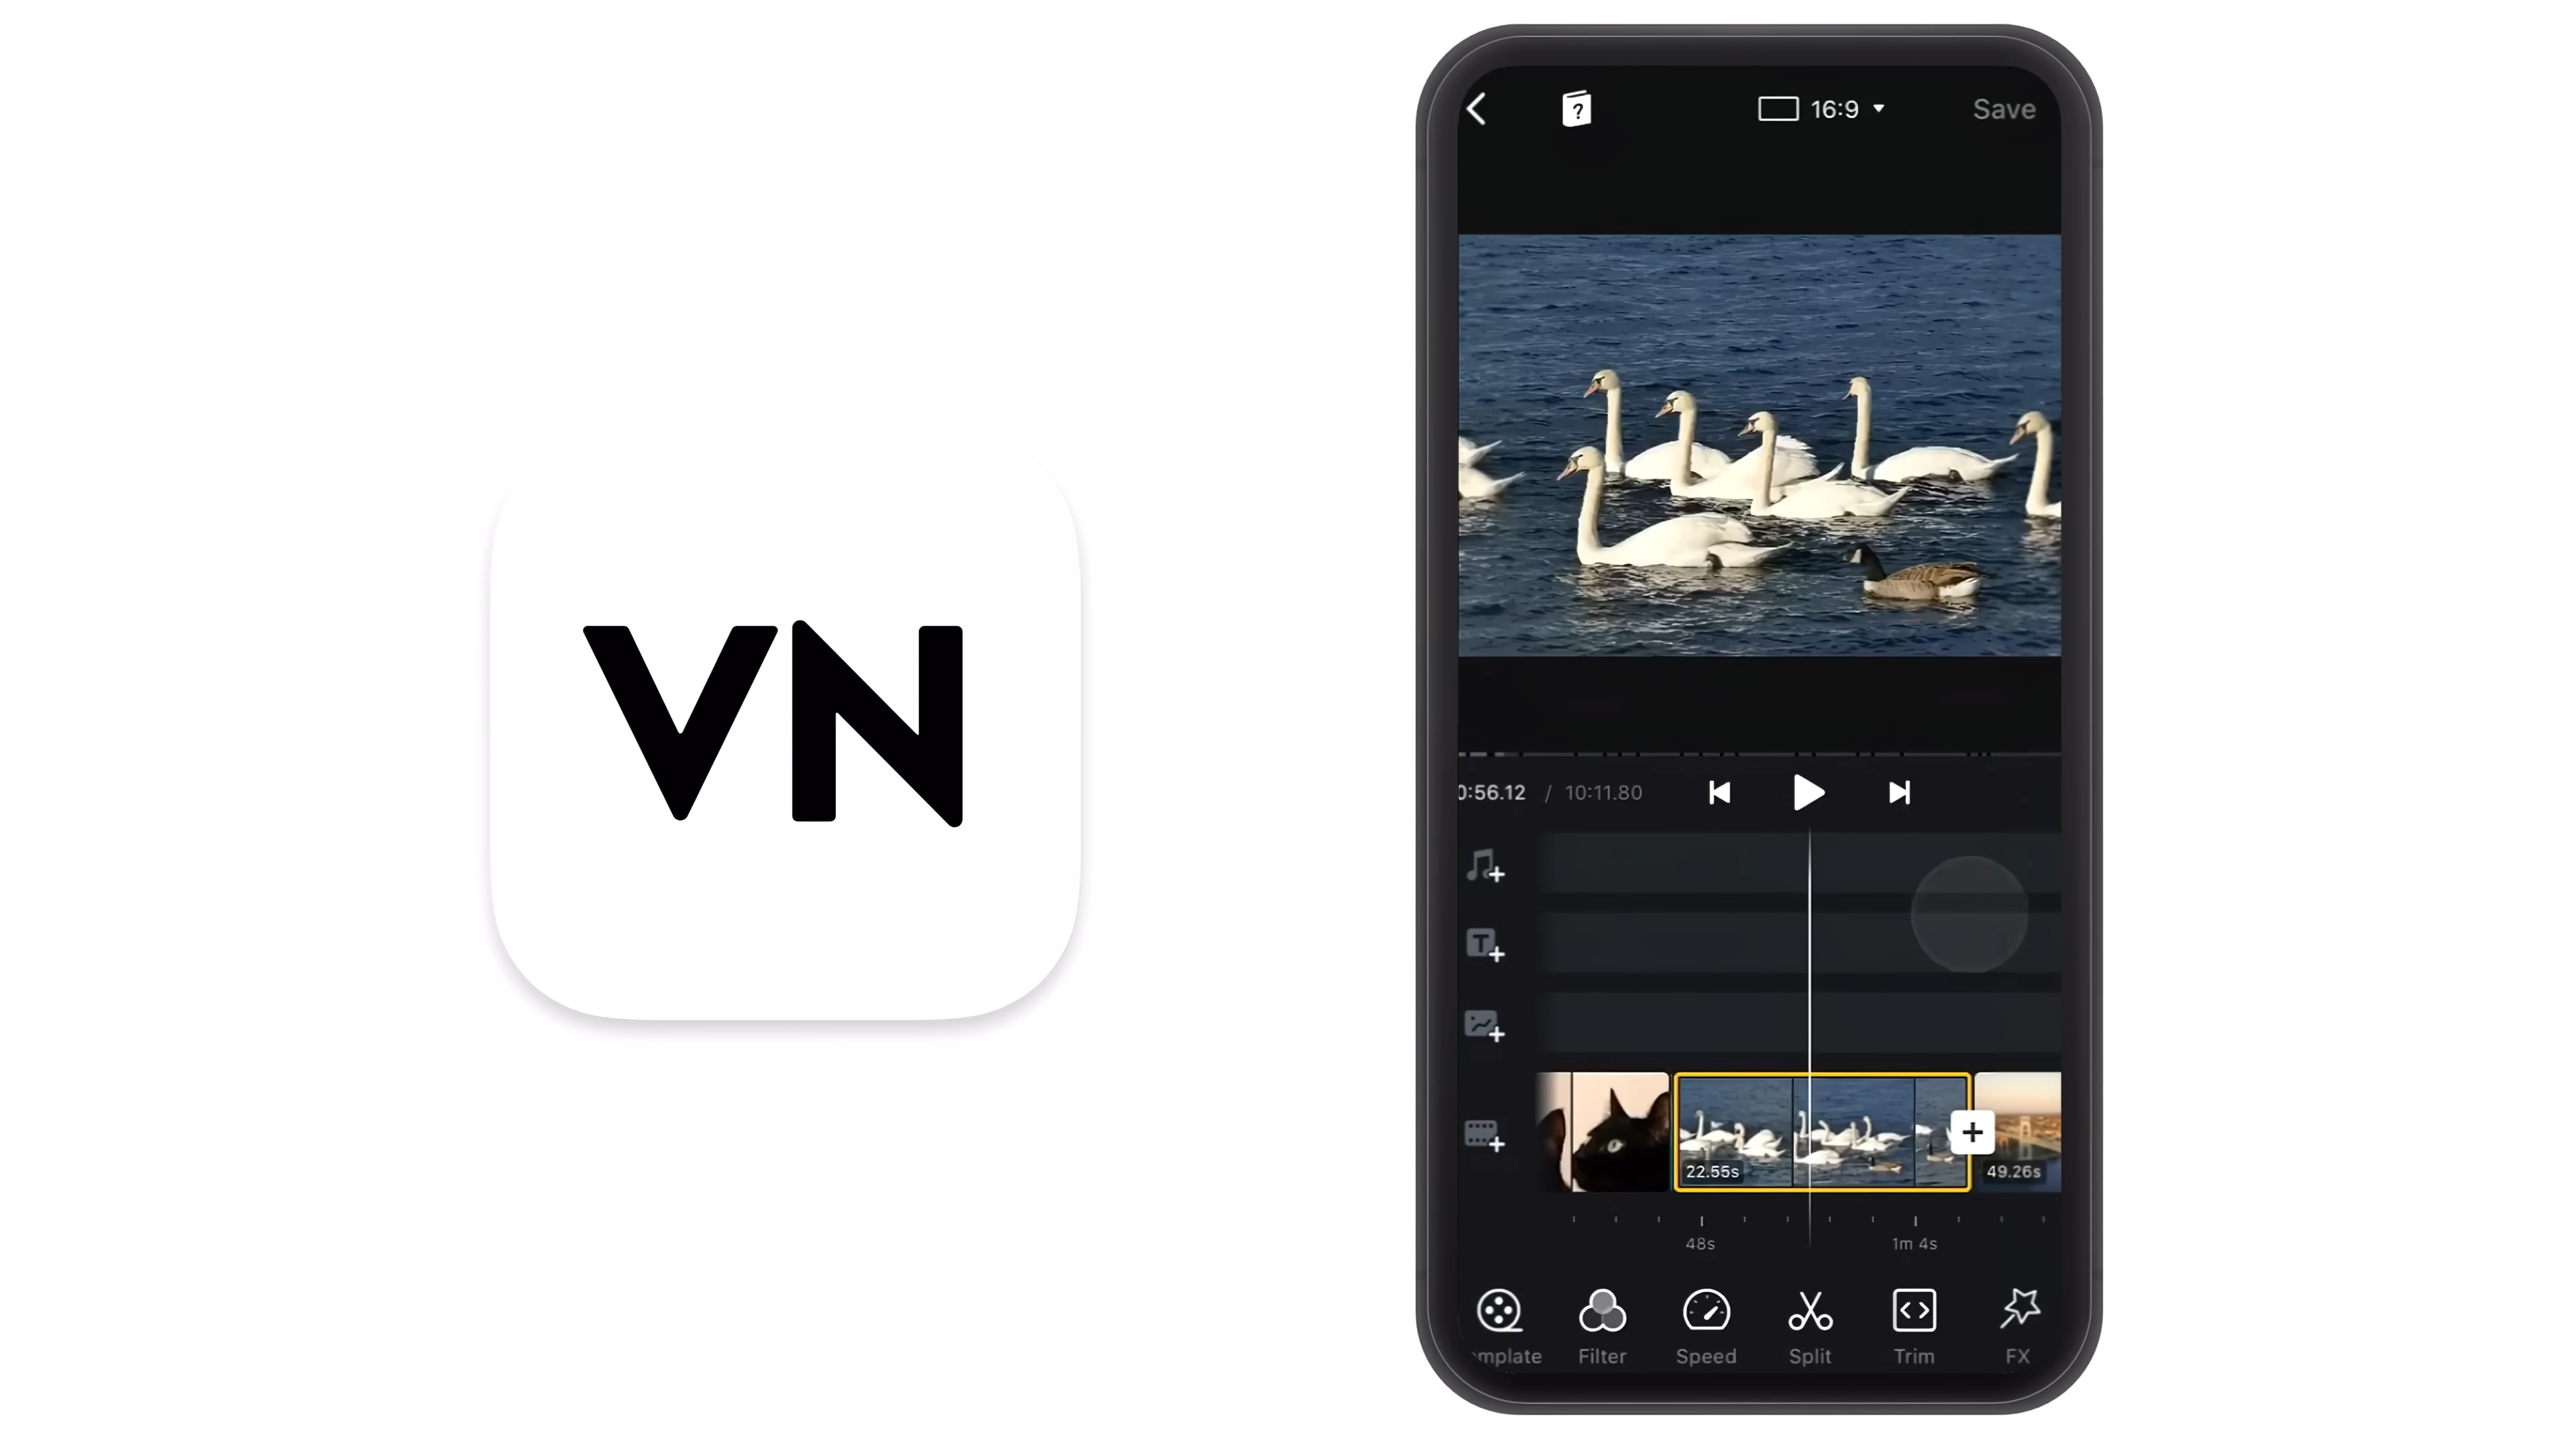 VN
16:9
Save
0:56.12 / 10:11.80
T
22.55s
49.26s
48s
1m 4s
mplate
Filter
Speed
Split
Trim
FX